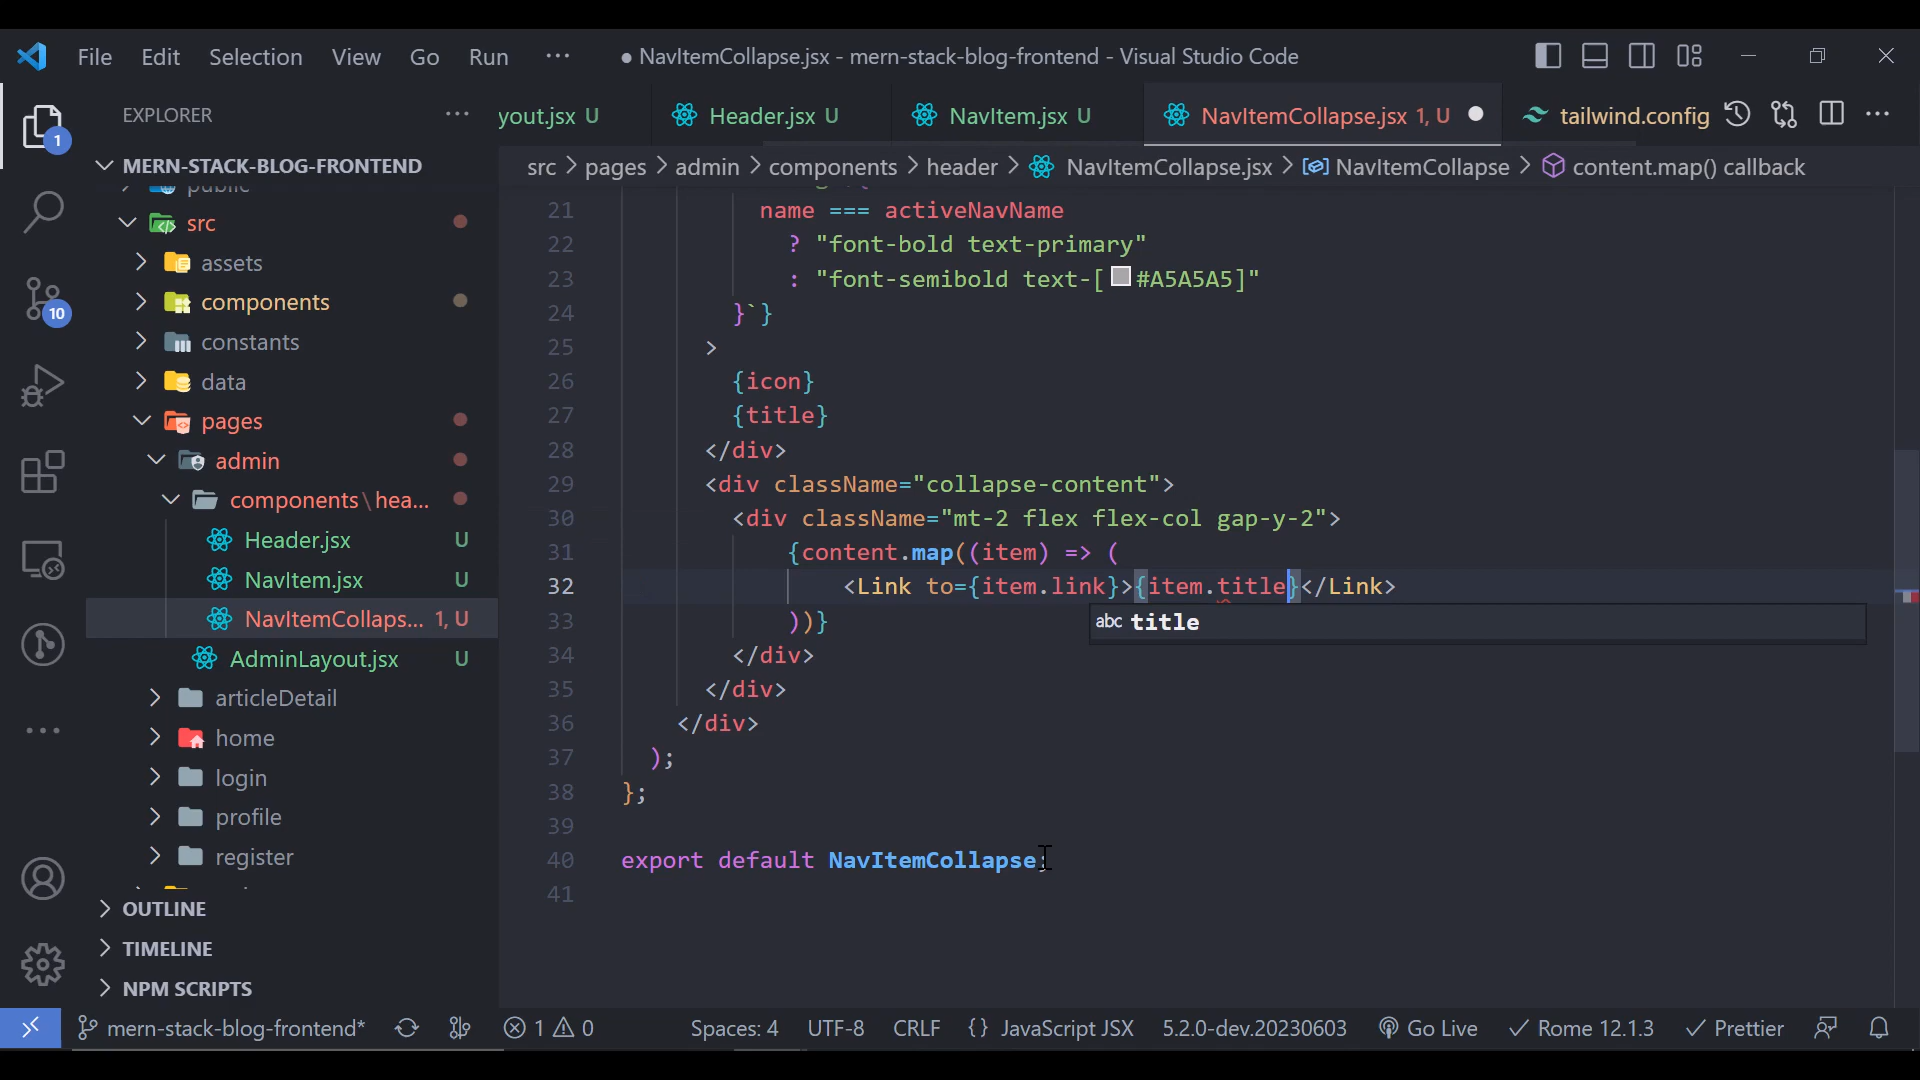 File Edit Selection View Go Run ···
● NavItemCollapse.jsx - mern-stack-blog-frontend - Visual Studio Code
EXPLORER
yout.jsx U
Header.jsx U
NavItem.jsx U
NavItemCollapse.jsx 1, U
tailwind.config
MERN-STACK-BLOG-FRONTEND
src > pages > admin > components > header > NavItemCollapse.jsx > NavItemCollapse > content.map() callback
1
10
public
src
assets
components
constants
data
pages
admin
components\hea...
Header.jsx U
NavItem.jsx U
NavItemCollaps... 1, U
AdminLayout.jsx U
articleDetail
home
login
profile
register
OUTLINE
TIMELINE
NPM SCRIPTS
21 name === activeNavName
22 ? "font-bold text-primary"
23 : "font-semibold text-[#A5A5A5]"
24 }`}
25 >
26 {icon}
27 {title}
28 </div>
29 <div className="collapse-content">
30 <div className="mt-2 flex flex-col gap-y-2">
31 {content.map((item) => (
32 <Link to={item.link}>{item.title}</Link>
abc title
33 ))}
34 </div>
35 </div>
36 </div>
37 );
38 };
39
40 export default NavItemCollapse;
41
mern-stack-blog-frontend* 1 0 Spaces: 4 UTF-8 CRLF {} JavaScript JSX 5.2.0-dev.20230603 Go Live Rome 12.1.3 Prettier